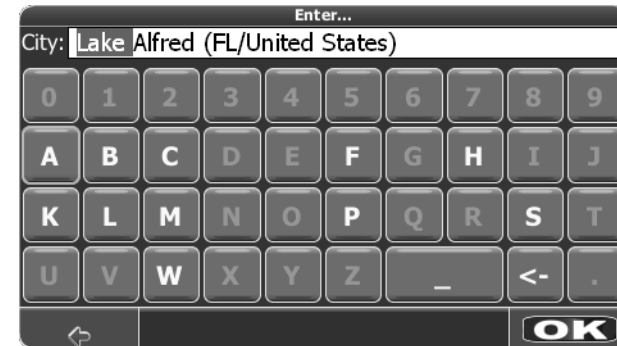 Enter...
City: Lake Alfred (FL/United States)
0 1 2 3 4 5 6 7 8 9
A B C D E F G H I J
K L M N O P Q R S T
U V W X Y Z _ <- .
OK